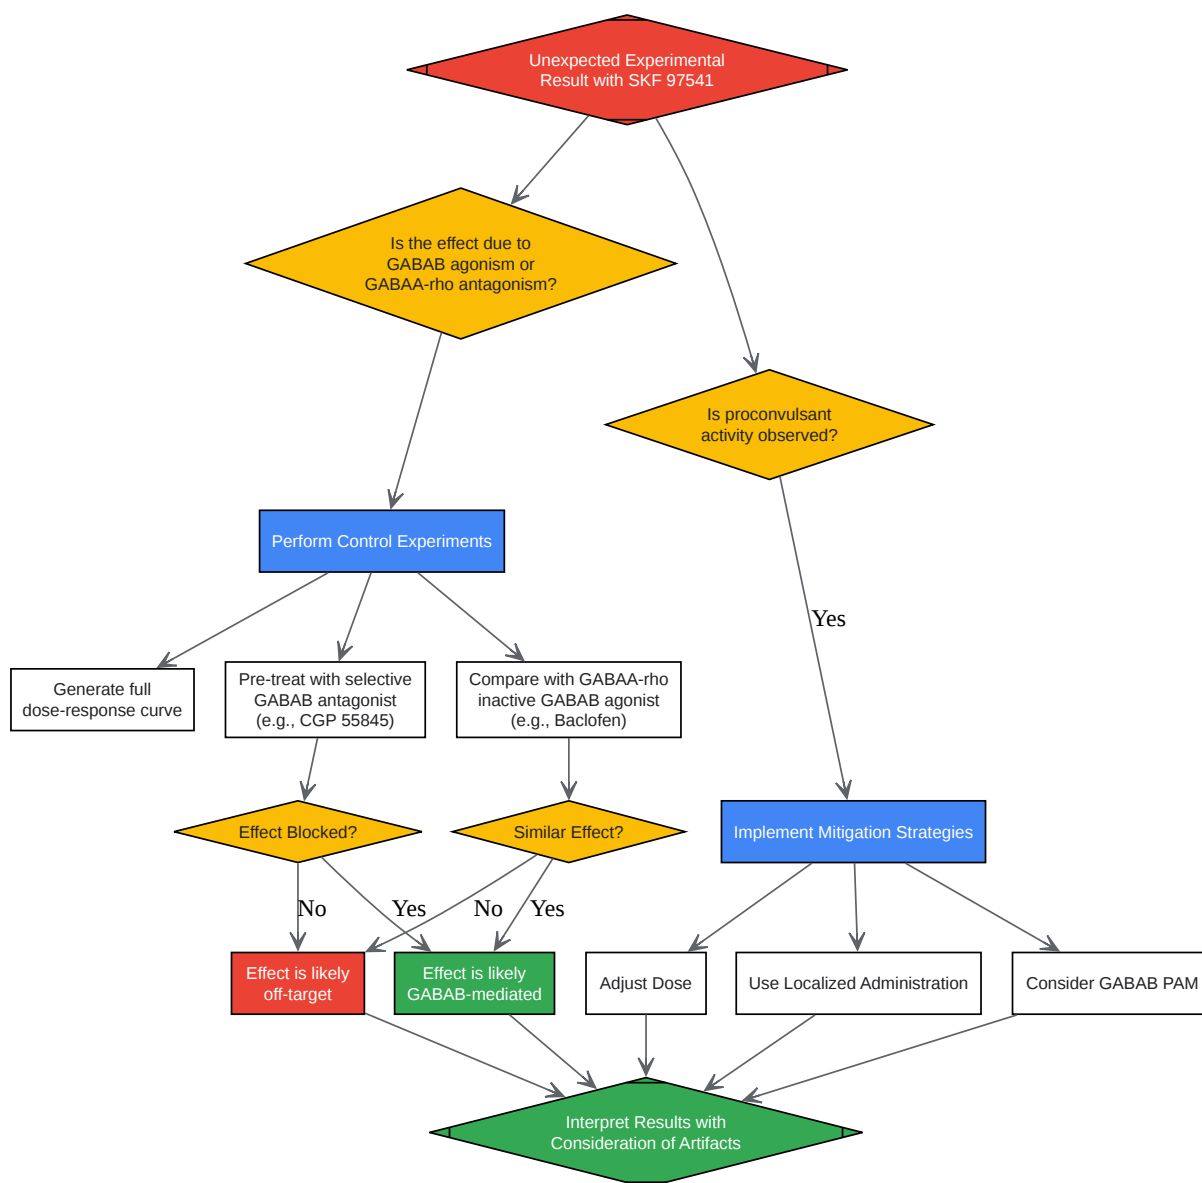 Unexpected Experimental
Result with SKF 97541
Is the effect due to
GABAB agonism or
GABAA-rho antagonism?
Is proconvulsant
activity observed?
Perform Control Experiments
Yes
Generate full
dose-response curve
Pre-treat with selective
GABAB antagonist
(e.g., CGP 55845)
Compare with GABAA-rho
inactive GABAB agonist
(e.g., Baclofen)
Effect Blocked?
Similar Effect?
Implement Mitigation Strategies
No
Yes
No
Yes
Effect is likely
off-target
Effect is likely
GABAB-mediated
Adjust Dose
Use Localized Administration
Consider GABAB PAM
Interpret Results with
Consideration of Artifacts